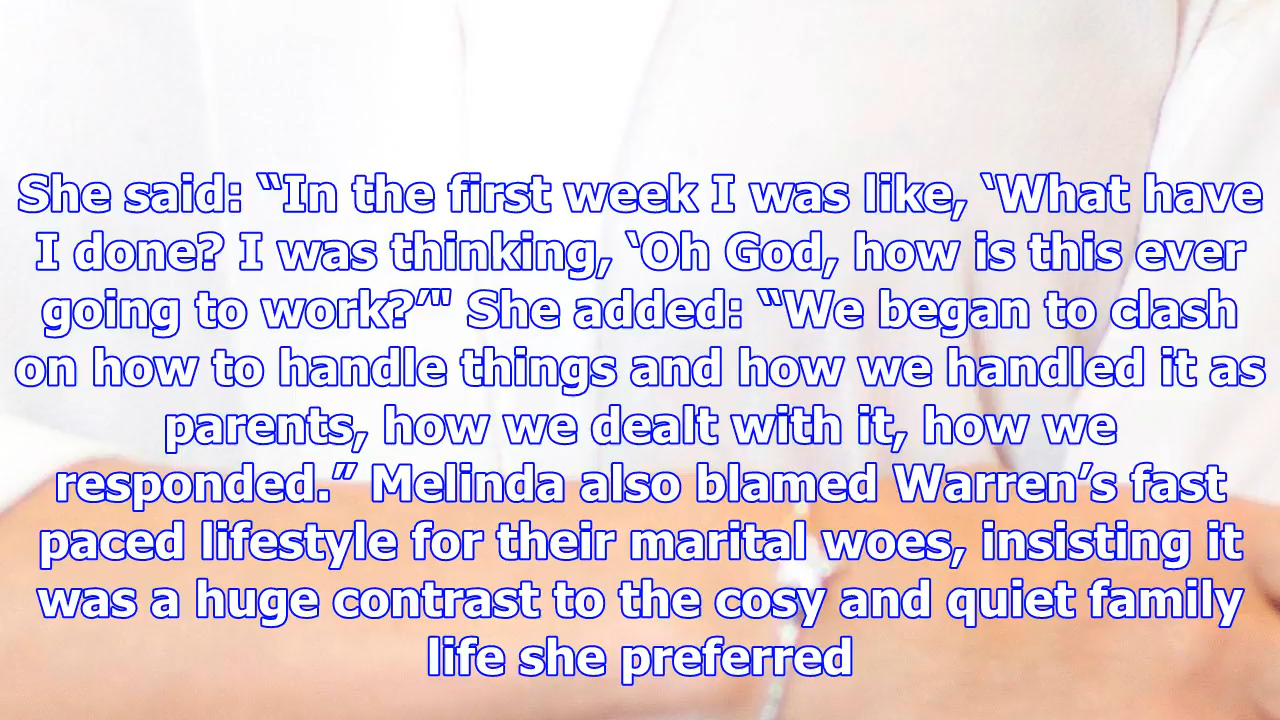 She said: “In the first week I was like, ‘What have
I done? I was thinking, ‘Oh God, how is this ever
going to work?’" She added: “We began to clash
on how to handle things and how we handled it as
parents, how we dealt with it, how we
responded.” Melinda also blamed Warren’s fast
paced lifestyle for their marital woes, insisting it
was a huge contrast to the cosy and quiet family
life she preferred